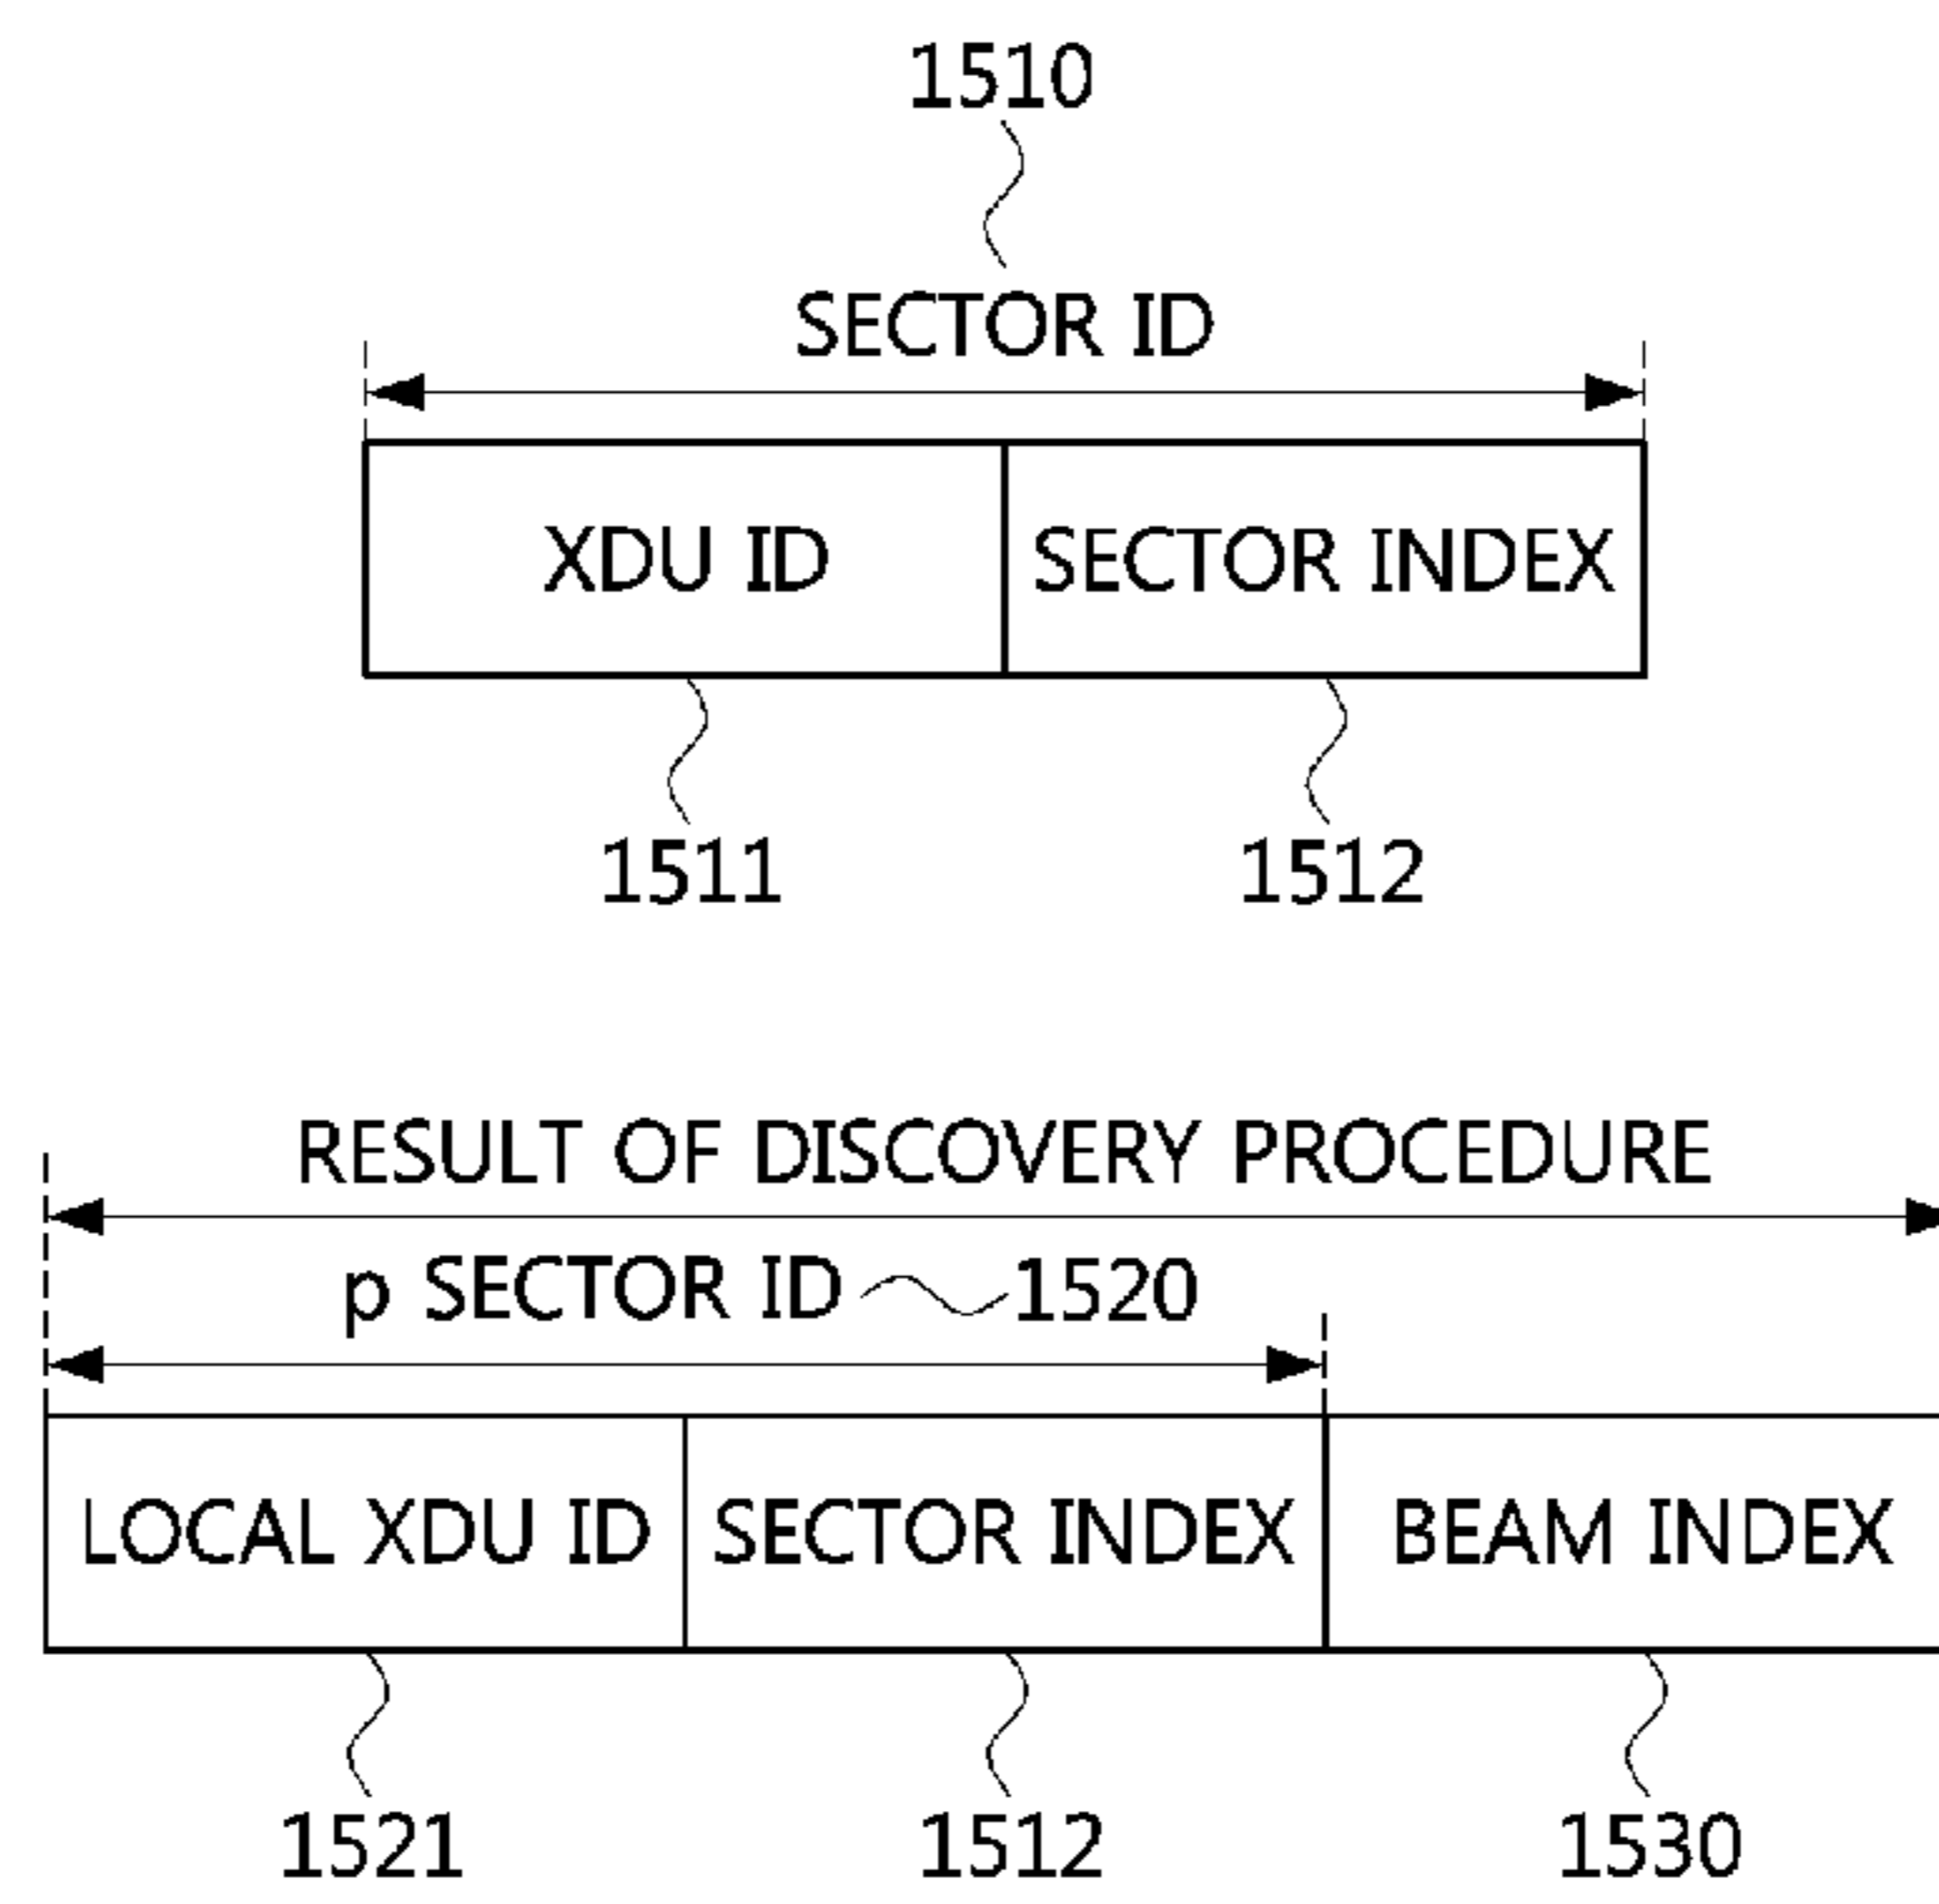 1510
SECTOR ID
XDU ID SECTOR INDEX
1511 1512
RESULT OF DISCOVERY PROCEDURE
p SECTOR ID 1520
LOCAL XDU ID SECTOR INDEX BEAM INDEX
1521 1512 1530